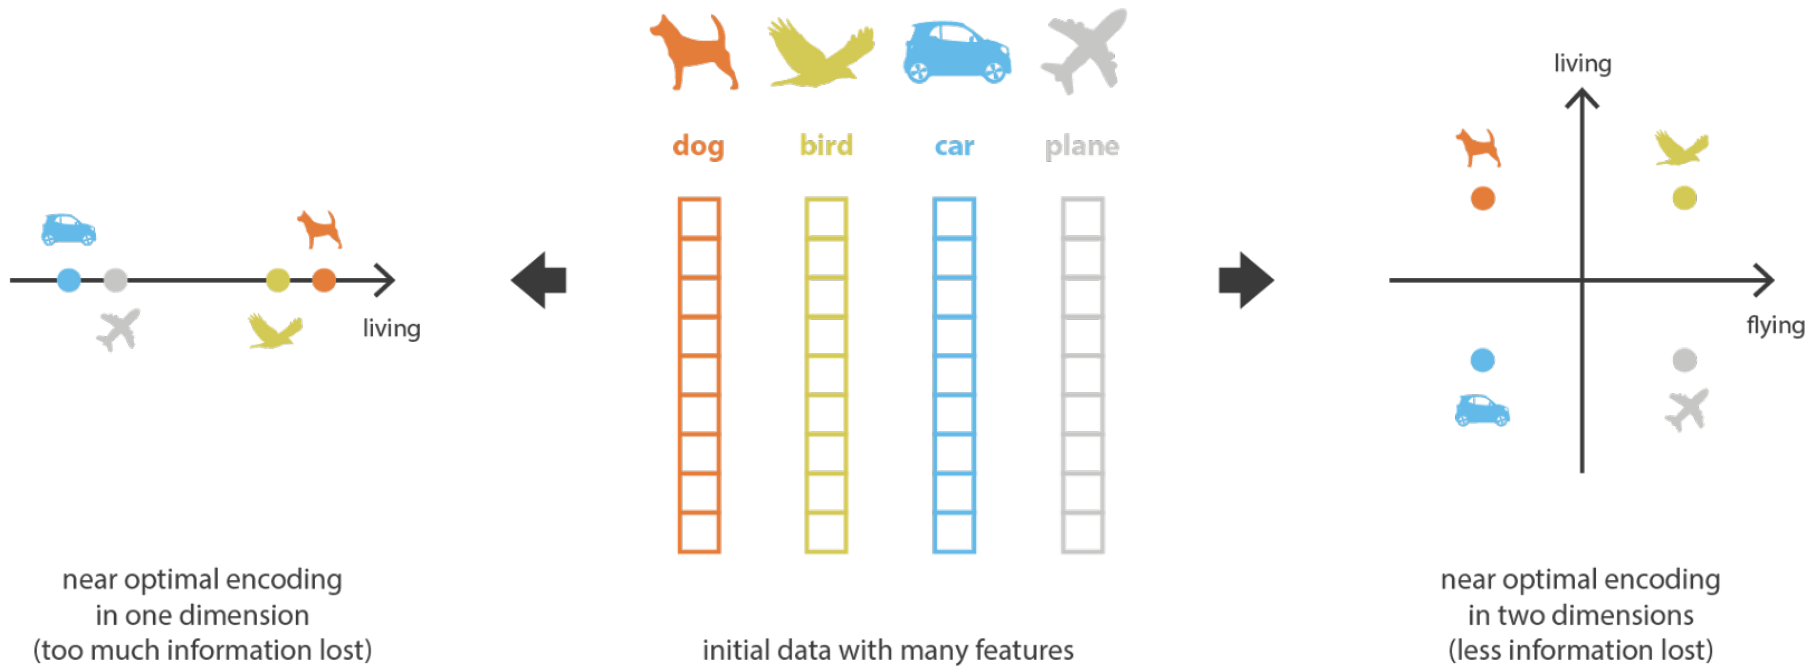 dog
bird
car
plane
living
flying
living
near optimal encoding
in one dimension
(too much information lost)
initial data with many features
near optimal encoding
in two dimensions
(less information lost)